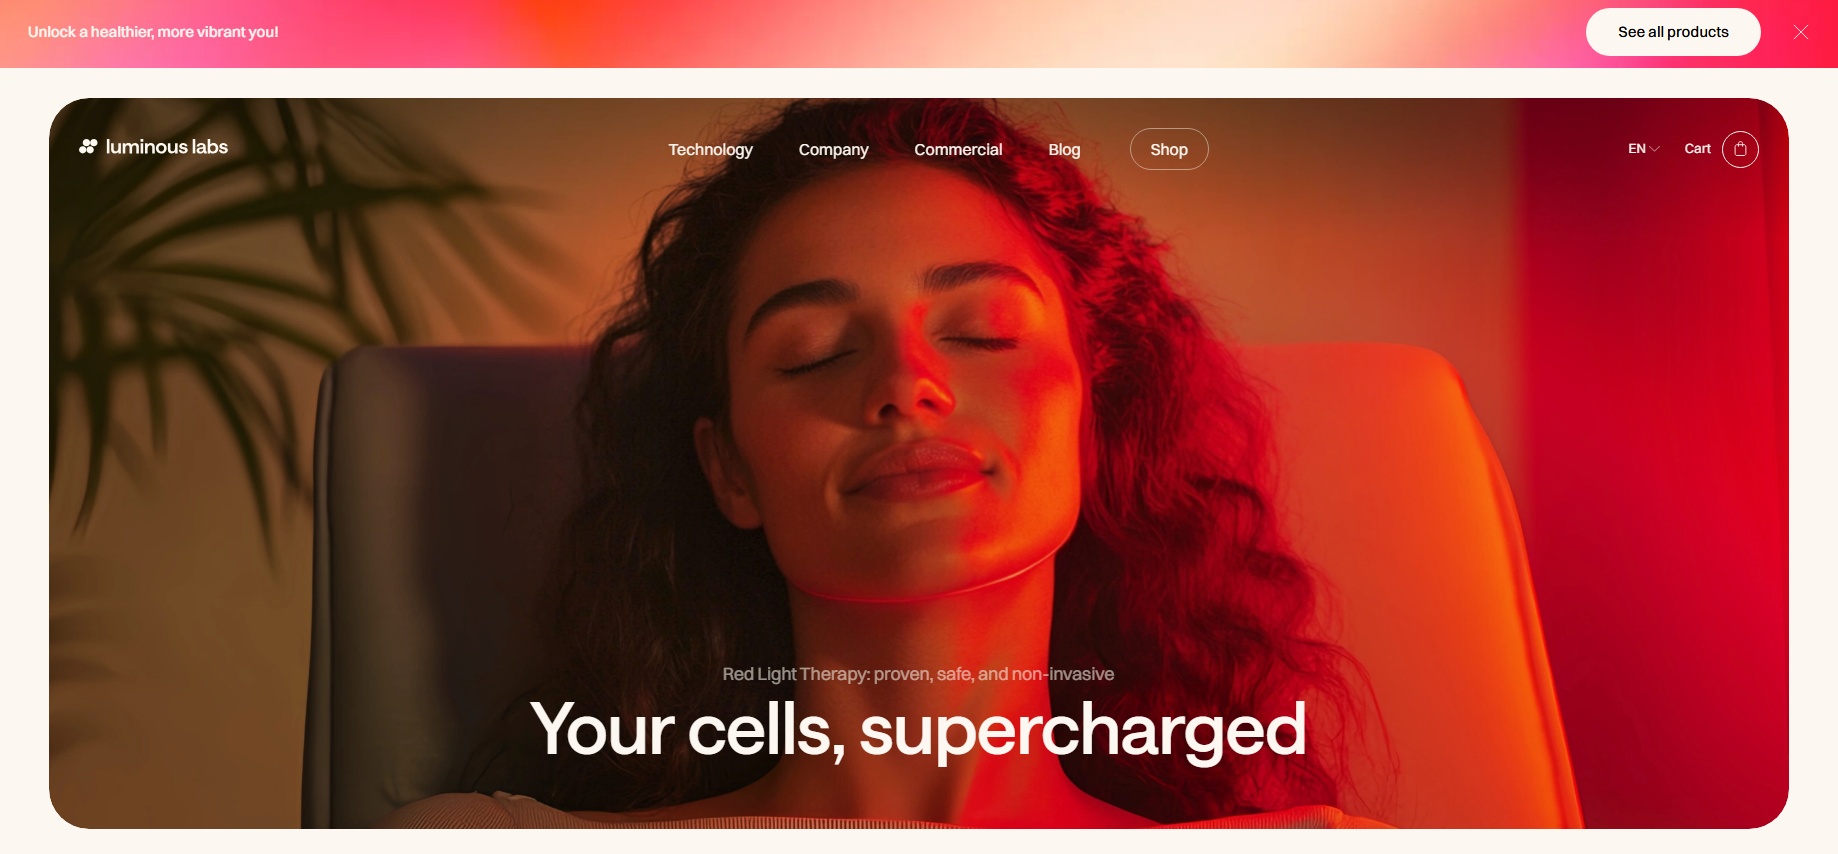 Unlock a healthier, more vibrant you!
See all products
luminous labs
Technology
Company
Commercial
Blog
Shop
EN
Cart
Red Light Therapy: proven, safe, and non-invasive
Your cells, supercharged